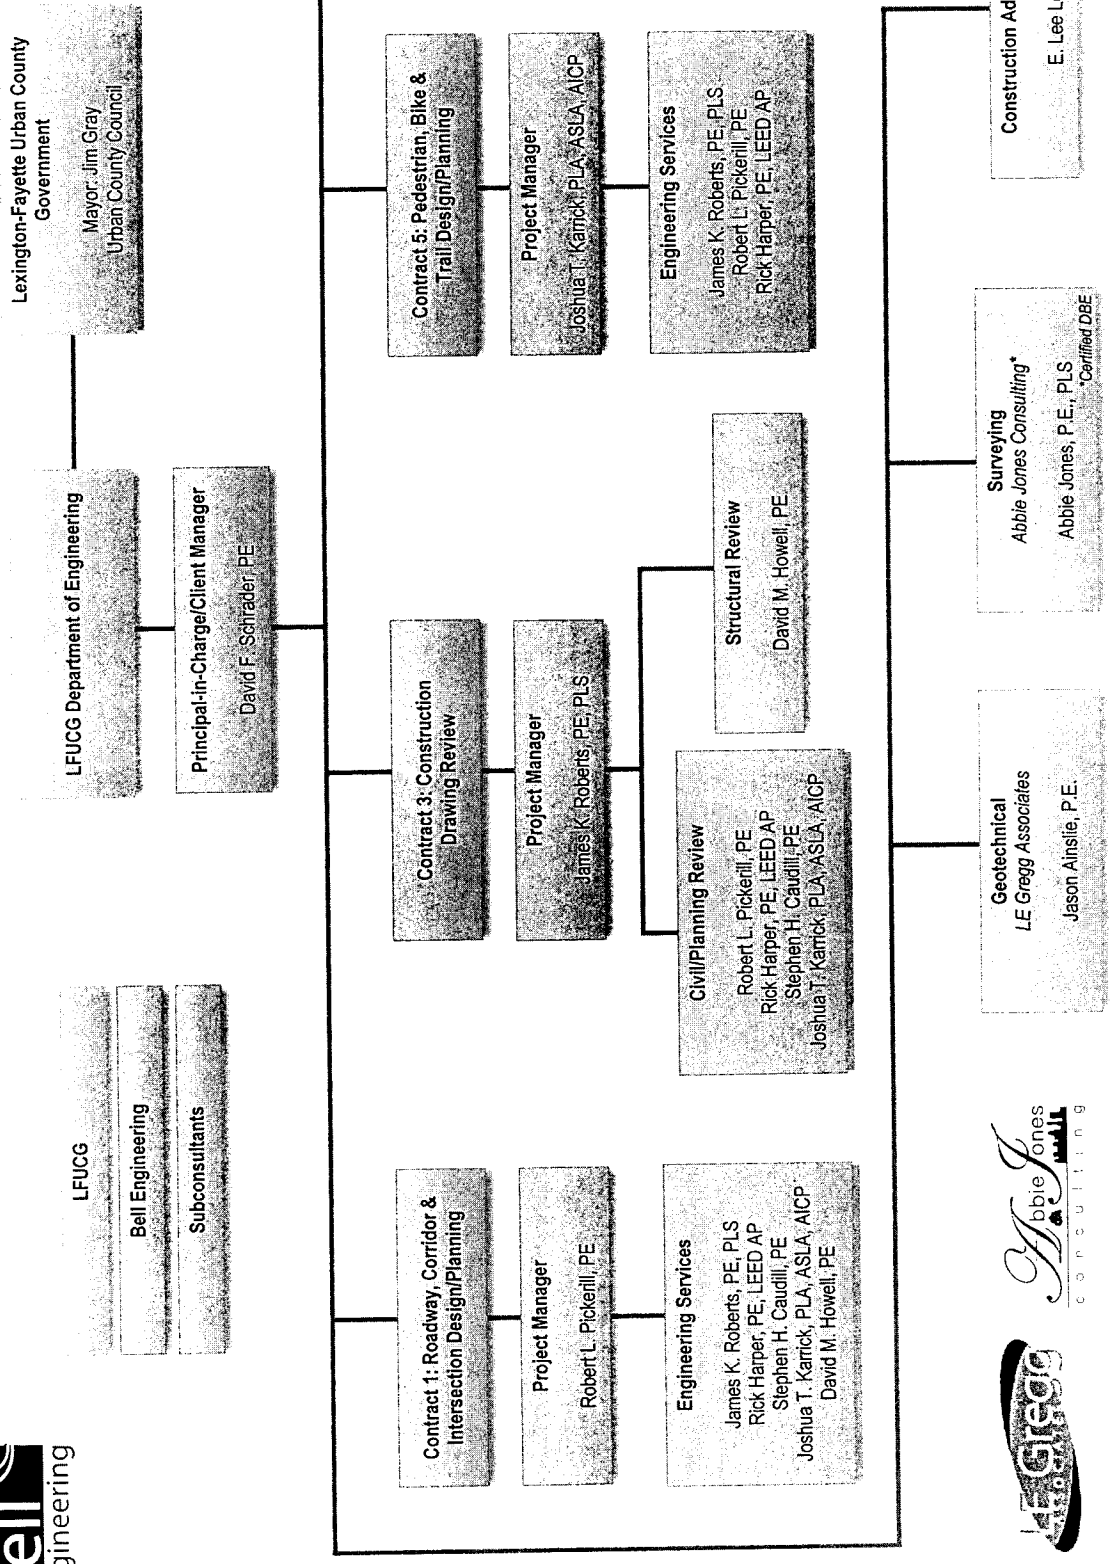 ell
gineering
LFUCG
Bell Engineering
Subconsultants
LFUCG Department of Engineering
Lexington-Fayette Urban County
Government
Mayor: Jim Gray
Urban County Council
Principal-in-Charge/Client Manager
David F. Schrader, PE
Contract 1: Roadway, Corridor &
Intersection Design/Planning
Project Manager
Robert L. Pickerill, PE
Engineering Services
James K. Roberts, PE, PLS
Rick Harper, PE, LEED AP
Stephen H. Caudill, PE
Joshua T. Karrick, PLA, ASLA, AICP
David M. Howell, PE
Contract 3: Construction
Drawing Review
Project Manager
James K. Roberts, PE, PLS
Civil/Planning Review
Robert L. Pickerill, PE
Rick Harper, PE, LEED AP
Stephen H. Caudill, PE
Joshua T. Karrick, PLA, ASLA, AICP
Structural Review
David M. Howell, PE
Contract 5: Pedestrian, Bike &
Trail Design/Planning
Project Manager
Joshua T. Karrick, PLA, ASLA, AICP
Engineering Services
James K. Roberts, PE, PLS
Robert L. Pickerill, PE
Rick Harper, PE, LEED AP
LE Gregg
ASSOCIATES
Abbie Jones
consulting
Geotechnical
LE Gregg Associates
Jason Ainslie, P.E.
Surveying
Abbie Jones Consulting*
Abbie Jones, P.E., PLS
*Certified DBE
Construction Ad
E. Lee L